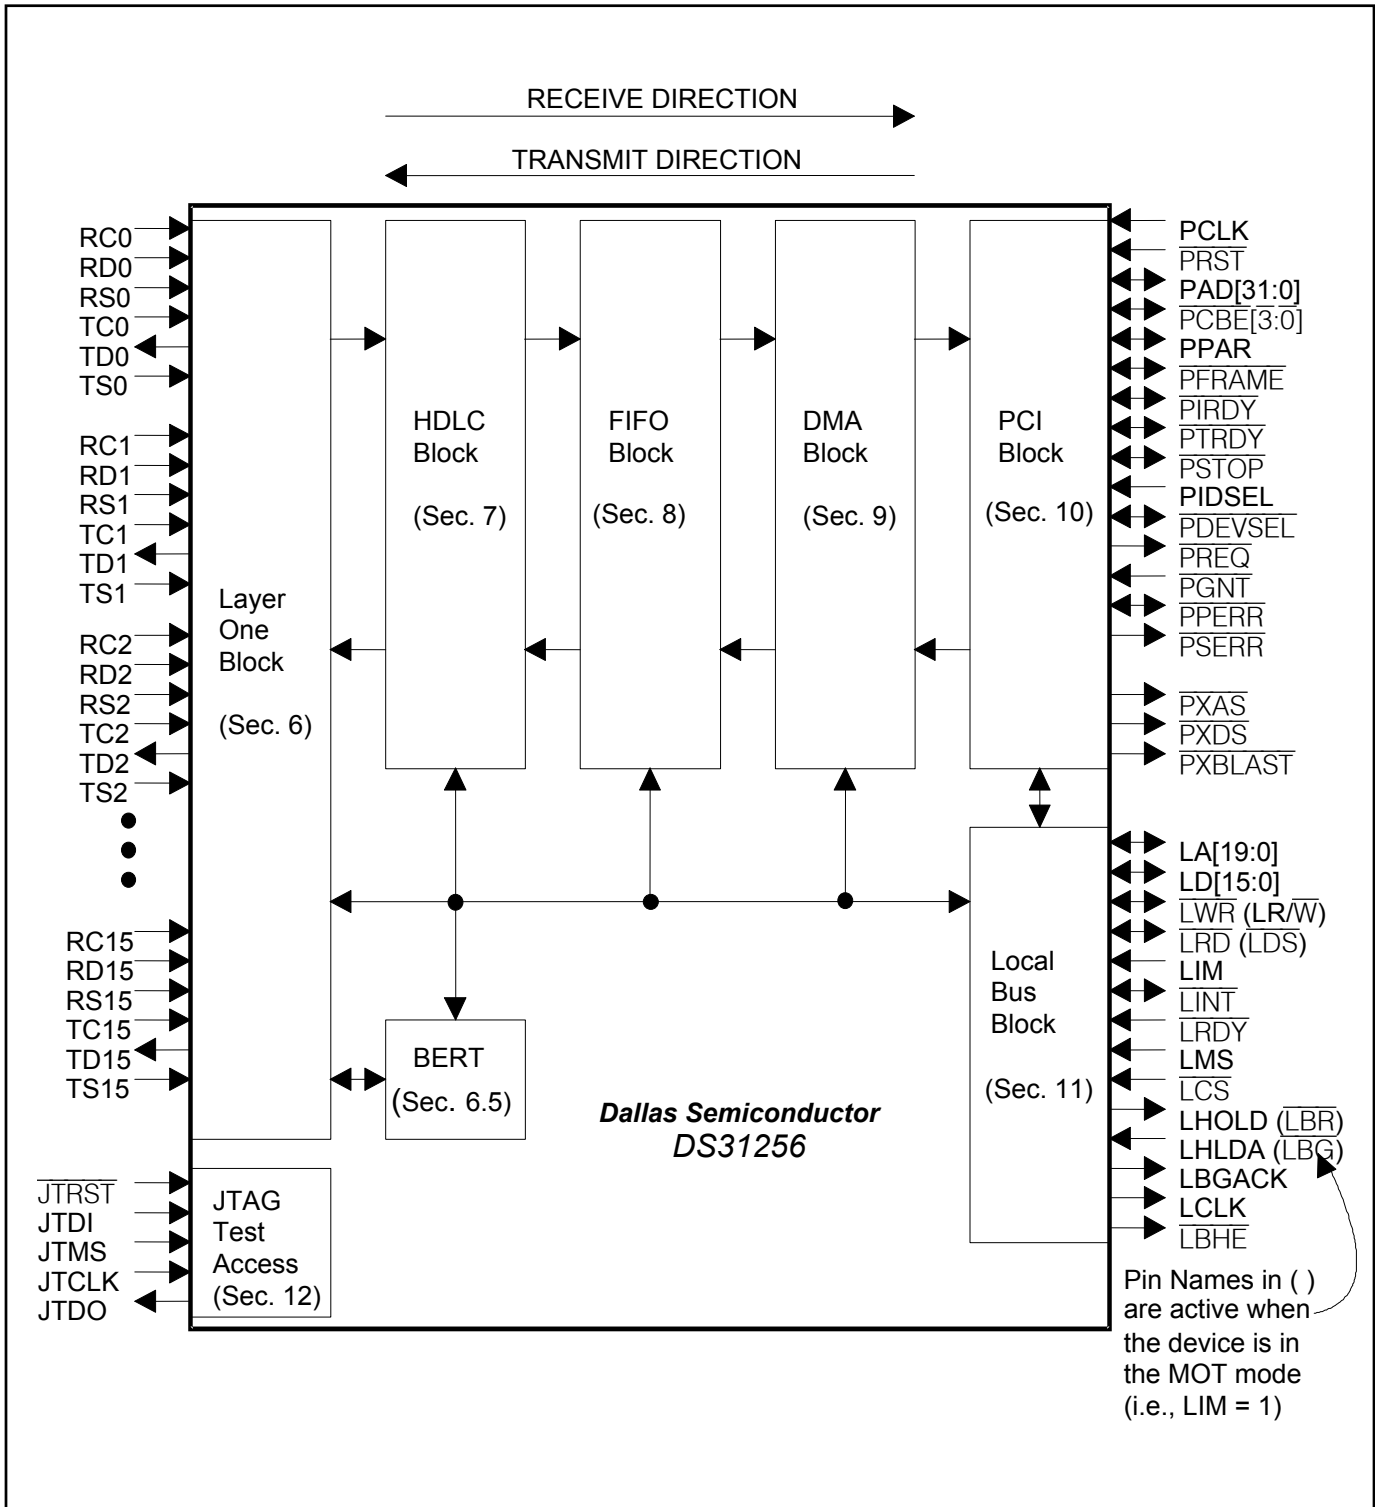 RECEIVE DIRECTION
TRANSMIT DIRECTION
RC0
RD0
RS0
TC0
TD0
TS0
RC1
RD1
RS1
TC1
TD1
TS1
RC2
RD2
RS2
TC2
TD2
TS2
RC15
RD15
RS15
TC15
TD15
TS15
JTRST
JTDI
JTMS
JTCLK
JTDO
Layer
One
Block
(Sec. 6)
HDLC
Block
(Sec. 7)
FIFO
Block
(Sec. 8)
DMA
Block
(Sec. 9)
PCI
Block
(Sec. 10)
BERT
(Sec. 6.5)
Local
Bus
Block
(Sec. 11)
JTAG
Test
Access
(Sec. 12)
Dallas Semiconductor
DS31256
PCLK
PRST
PAD[31:0]
PCBE[3:0]
PPAR
PFRAME
PIRDY
PTRDY
PSTOP
PIDSEL
PDEVSEL
PREQ
PGNT
PPERR
PSERR
PXAS
PXDS
PXBLAST
LA[19:0]
LD[15:0]
LWR (LR/W)
LRD (LDS)
LIM
LINT
LRDY
LMS
LCS
LHOLD (LBR)
LHLDA (LBG)
LBGACK
LCLK
LBHE
Pin Names in ( )
are active when
the device is in
the MOT mode
(i.e., LIM = 1)